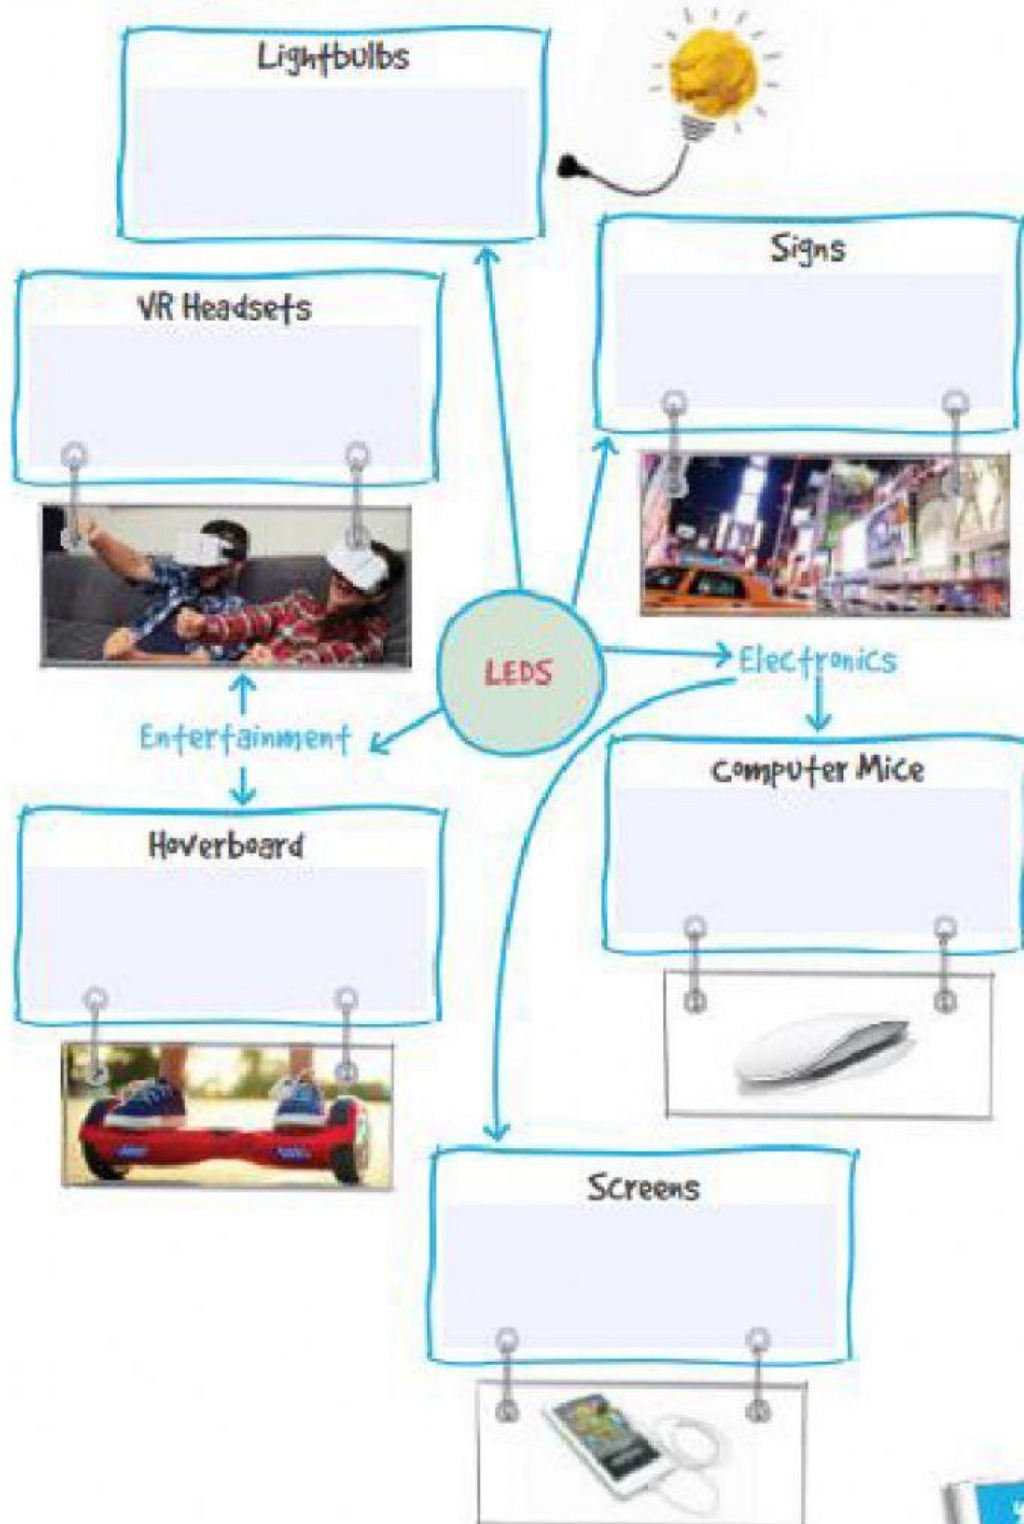 Lightbulbs
Signs
VR Headsets
LEDS
Electronics
Entertainment
Computer Mice
Hoverboard
Screens